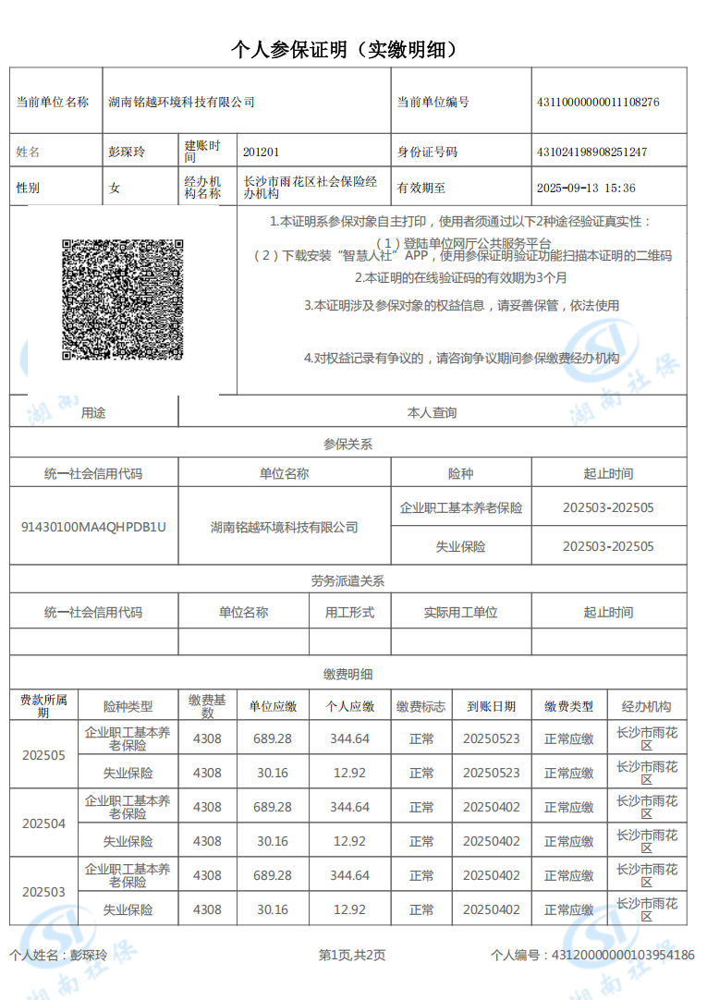 个人参保证明（实缴明细）
当前单位名称 湖南铭越环境科技有限公司 当前单位编号 43110000000011108276
姓名 彭琛玲 建账时间 201201 身份证号码 431024198908251247
性别 女 经办机构名称 长沙市雨花区社会保险经办机构 有效期至 2025-09-13 15:36
1.本证明系参保对象自主打印，使用者须通过以下2种途径验证真实性：
（1）登陆单位网厅公共服务平台
（2）下载安装“智慧人社”APP，使用参保证明验证功能扫描本证明的二维码
2.本证明的在线验证码的有效期为3个月
3.本证明涉及参保对象的权益信息，请妥善保管，依法使用
4.对权益记录有争议的，请咨询争议期间参保缴费经办机构
湖南社保
湖南
用途 本人查询
参保关系
统一社会信用代码 单位名称 险种 起止时间
91430100MA4QHPDB1U 湖南铭越环境科技有限公司 企业职工基本养老保险 202503-202505
失业保险 202503-202505
劳务派遣关系
统一社会信用代码 单位名称 用工形式 实际用工单位 起止时间
缴费明细
费款所属期 险种类型 缴费基数 单位应缴 个人应缴 缴费标志 到账日期 缴费类型 经办机构
202505 企业职工基本养老保险 4308 689.28 344.64 正常 20250523 正常应缴 长沙市雨花区
失业保险 4308 30.16 12.92 正常 20250523 正常应缴 长沙市雨花区
202504 企业职工基本养老保险 4308 689.28 344.64 正常 20250402 正常应缴 长沙市雨花区
失业保险 4308 30.16 12.92 正常 20250402 正常应缴 长沙市雨花区
202503 企业职工基本养老保险 4308 689.28 344.64 正常 20250402 正常应缴 长沙市雨花区
失业保险 4308 30.16 12.92 正常 20250402 正常应缴 长沙市雨花区
个人姓名：彭琛玲 第1页,共2页 个人编号：43120000000103954186
湖南社保
湖南社保